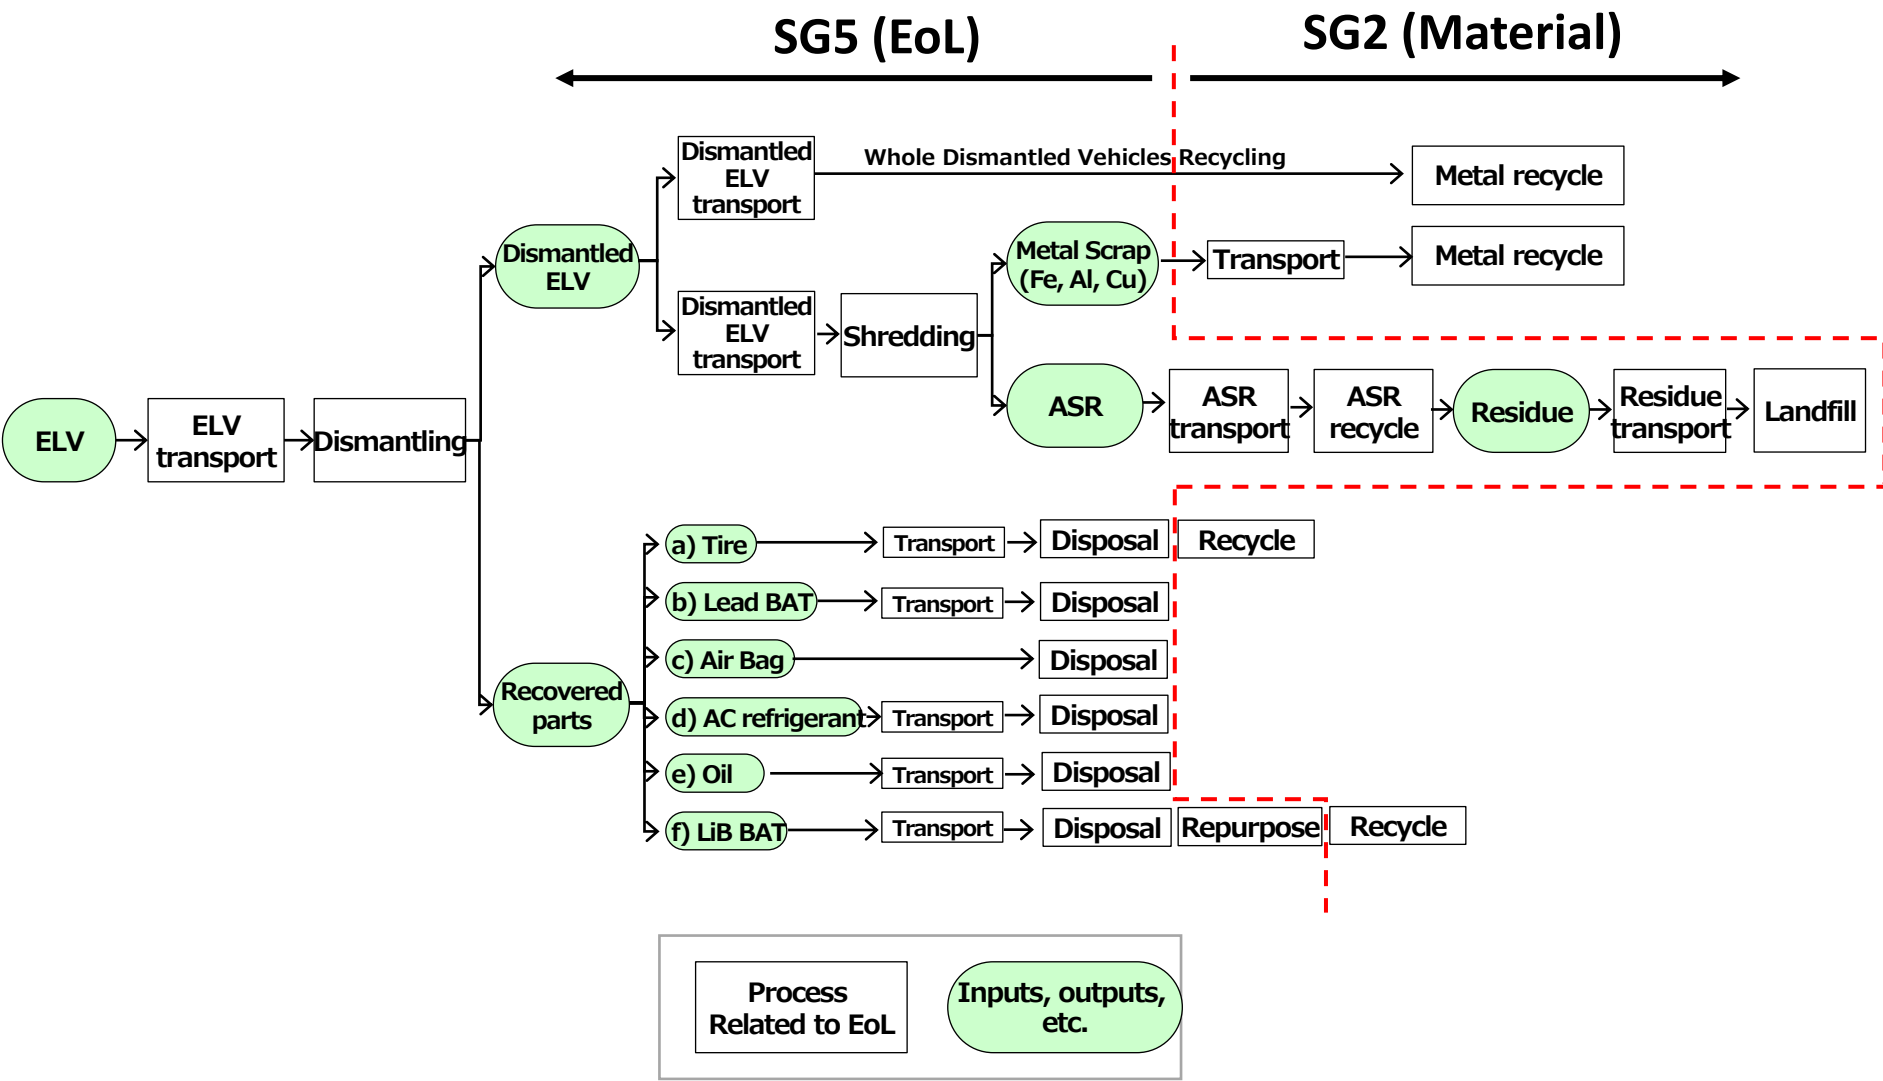 SG5 (EoL)
SG2 (Material)
Dismantled
ELV
transport
Whole Dismantled Vehicles Recycling
Metal recycle
Dismantled
ELV
Metal Scrap
(Fe, Al, Cu)
Transport
Metal recycle
Dismantled
ELV
transport
Shredding
ELV
ELV
transport
Dismantling
ASR
ASR
transport
ASR
recycle
Residue
Residue
transport
Landfill
a) Tire
Transport
Disposal
Recycle
b) Lead BAT
Transport
Disposal
c) Air Bag
Disposal
Recovered
parts
d) AC refrigerant
Transport
Disposal
e) Oil
Transport
Disposal
f) LiB BAT
Transport
Disposal
Repurpose
Recycle
Process
Related to EoL
Inputs, outputs,
etc.